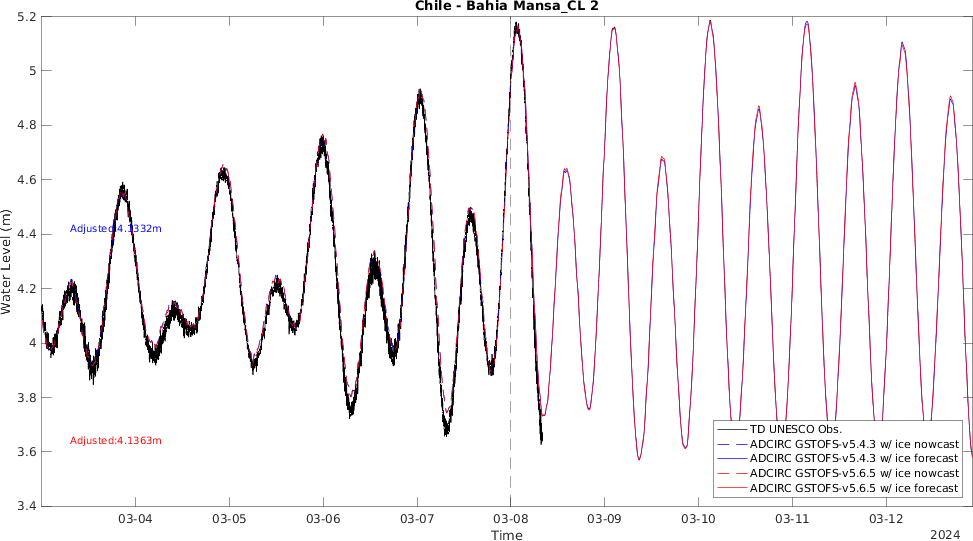 Chile - Bahia Mansa_CL 2
5.2
5
4.8
4.6
4.4
4.2
4
3.8
3.6
3.4
Water Level (m)
Adjusted:4.1332m
Adjusted:4.1363m
TD UNESCO Obs.
ADCIRC GSTOFS-v5.4.3 w/ ice nowcast
ADCIRC GSTOFS-v5.4.3 w/ ice forecast
ADCIRC GSTOFS-v5.6.5 w/ ice nowcast
ADCIRC GSTOFS-v5.6.5 w/ ice forecast
03-04 03-05 03-06 03-07 03-08 03-09 03-10 03-11 03-12
Time
2024